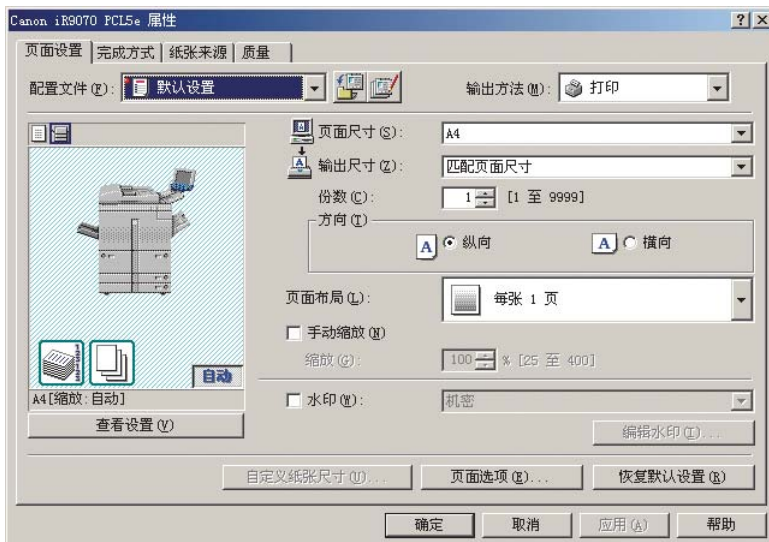 Canon iR9070 PCL5e 属性
页面设置 完成方式 纸张来源 质量
配置文件(F): 默认设置 输出方法(M): 打印
页面尺寸(S): A4
输出尺寸(Z): 匹配页面尺寸
份数(C): 1 [1 至 9999]
方向(T)
A 纵向 A 横向
页面布局(L): 每张 1 页
手动缩放(N)
缩放(G): 100 % [25 至 400]
自动
A4[缩放:自动]
水印(W): 机密
查看设置(V)
编辑水印(I)...
自定义纸张尺寸(U)... 页面选项(E)... 恢复默认设置(R)
确定 取消 应用(A) 帮助